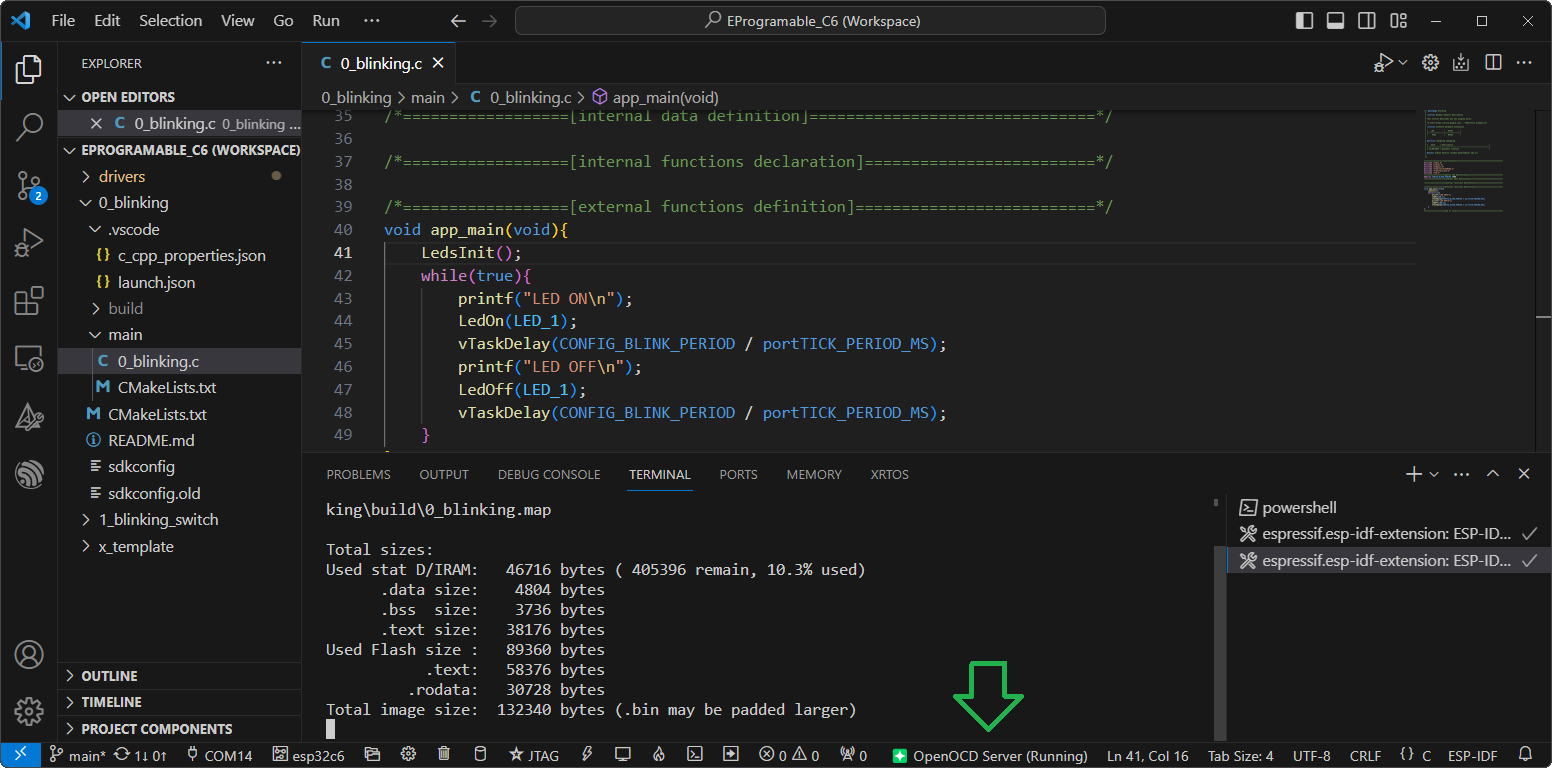 File Edit Selection View Go Run ··· EProgramable_C6 (Workspace)
EXPLORER ···
OPEN EDITORS
C 0_blinking.c 0_blinking ...
EPROGRAMABLE_C6 (WORKSPACE)
drivers
0_blinking
.vscode
{} c_cpp_properties.json
{} launch.json
build
main
C 0_blinking.c
M CMakeLists.txt
M CMakeLists.txt
README.md
sdkconfig
sdkconfig.old
1_blinking_switch
x_template
OUTLINE
TIMELINE
PROJECT COMPONENTS
2
C 0_blinking.c
0_blinking > main > C 0_blinking.c > app_main(void)
35 /*==================[internal data definition]===============================*/
36
37 /*==================[internal functions declaration]=========================*/
38
39 /*==================[external functions definition]==========================*/
40 void app_main(void){
41 LedsInit();
42 while(true){
43 printf("LED ON\n");
44 LedOn(LED_1);
45 vTaskDelay(CONFIG_BLINK_PERIOD / portTICK_PERIOD_MS);
46 printf("LED OFF\n");
47 LedOff(LED_1);
48 vTaskDelay(CONFIG_BLINK_PERIOD / portTICK_PERIOD_MS);
49 }
PROBLEMS OUTPUT DEBUG CONSOLE TERMINAL PORTS MEMORY XRTOS
king\build\0_blinking.map
Total sizes:
Used stat D/IRAM: 46716 bytes ( 405396 remain, 10.3% used)
.data size: 4804 bytes
.bss size: 3736 bytes
.text size: 38176 bytes
Used Flash size : 89360 bytes
.text: 58376 bytes
.rodata: 30728 bytes
Total image size: 132340 bytes (.bin may be padded larger)
powershell
espressif.esp-idf-extension: ESP-ID...
espressif.esp-idf-extension: ESP-ID...
main* 1↓ 0↑ COM14 esp32c6 JTAG 0 0 0 OpenOCD Server (Running) Ln 41, Col 16 Tab Size: 4 UTF-8 CRLF {} C ESP-IDF